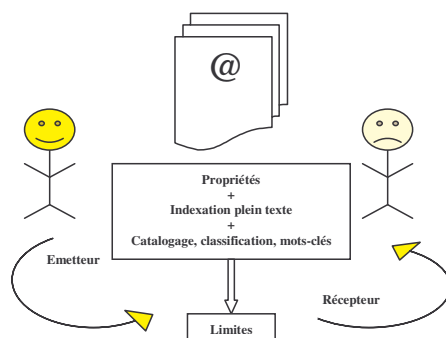 @
Propriétés
+
Indexation plein texte
+
Catalogage, classification, mots-clés
Emetteur
Récepteur
Limites